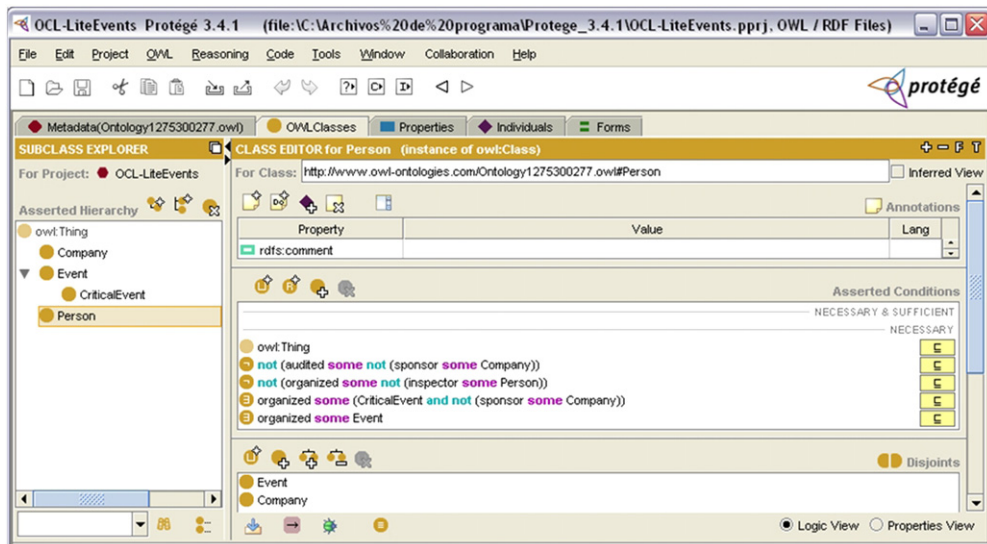 OCL-LiteEvents Protégé 3.4.1 (file:\C:\Archivos%20de%20programa\Protege_3.4.1\OCL-LiteEvents.pprj, OWL / RDF Files)
File Edit Project OWL Reasoning Code Tools Window Collaboration Help
protégé
Metadata(Ontology1275300277.owl) OWLClasses Properties Individuals Forms
SUBCLASS EXPLORER
For Project: OCL-LiteEvents
Asserted Hierarchy
owl:Thing
Company
Event
CriticalEvent
Person
CLASS EDITOR for Person (instance of owl:Class)
For Class: http://www.owl-ontologies.com/Ontology1275300277.owl#Person Inferred View
Annotations
Property Value Lang
rdfs:comment
Asserted Conditions
NECESSARY & SUFFICIENT
NECESSARY
owl:Thing
not (audited some not (sponsor some Company))
not (organized some not (inspector some Person))
organized some (CriticalEvent and not (sponsor some Company))
organized some Event
Disjoints
Event
Company
Logic View Properties View